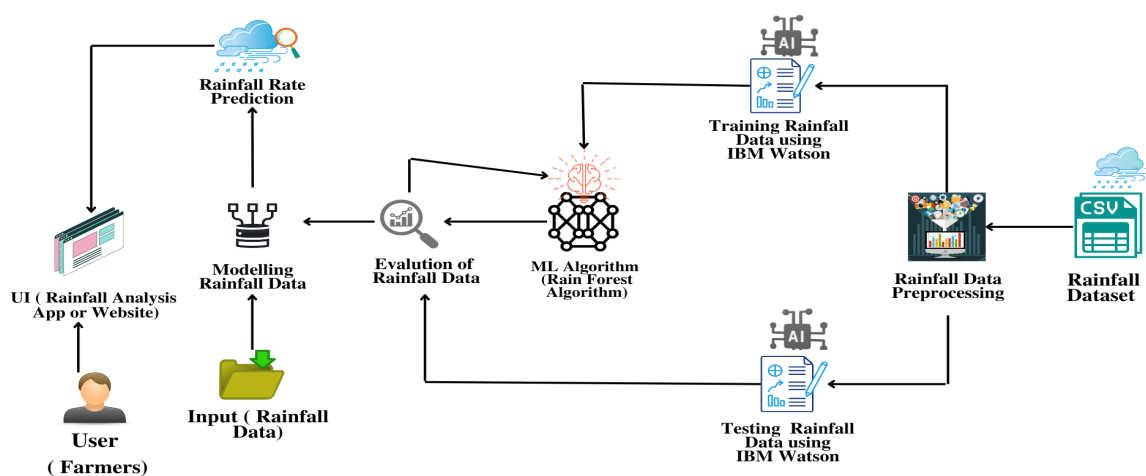 AI
Rainfall Rate
Prediction
Training Rainfall
Data using
IBM Watson
CSV
Evalution of
Rainfall Data
ML Algorithm
(Rain Forest
Algorithm)
Modelling
Rainfall Data
Rainfall Data
Preprocessing
Rainfall
Dataset
UI ( Rainfall Analysis
App or Website)
AI
Input ( Rainfall
Data)
User
( Farmers)
Testing Rainfall
Data using
IBM Watson